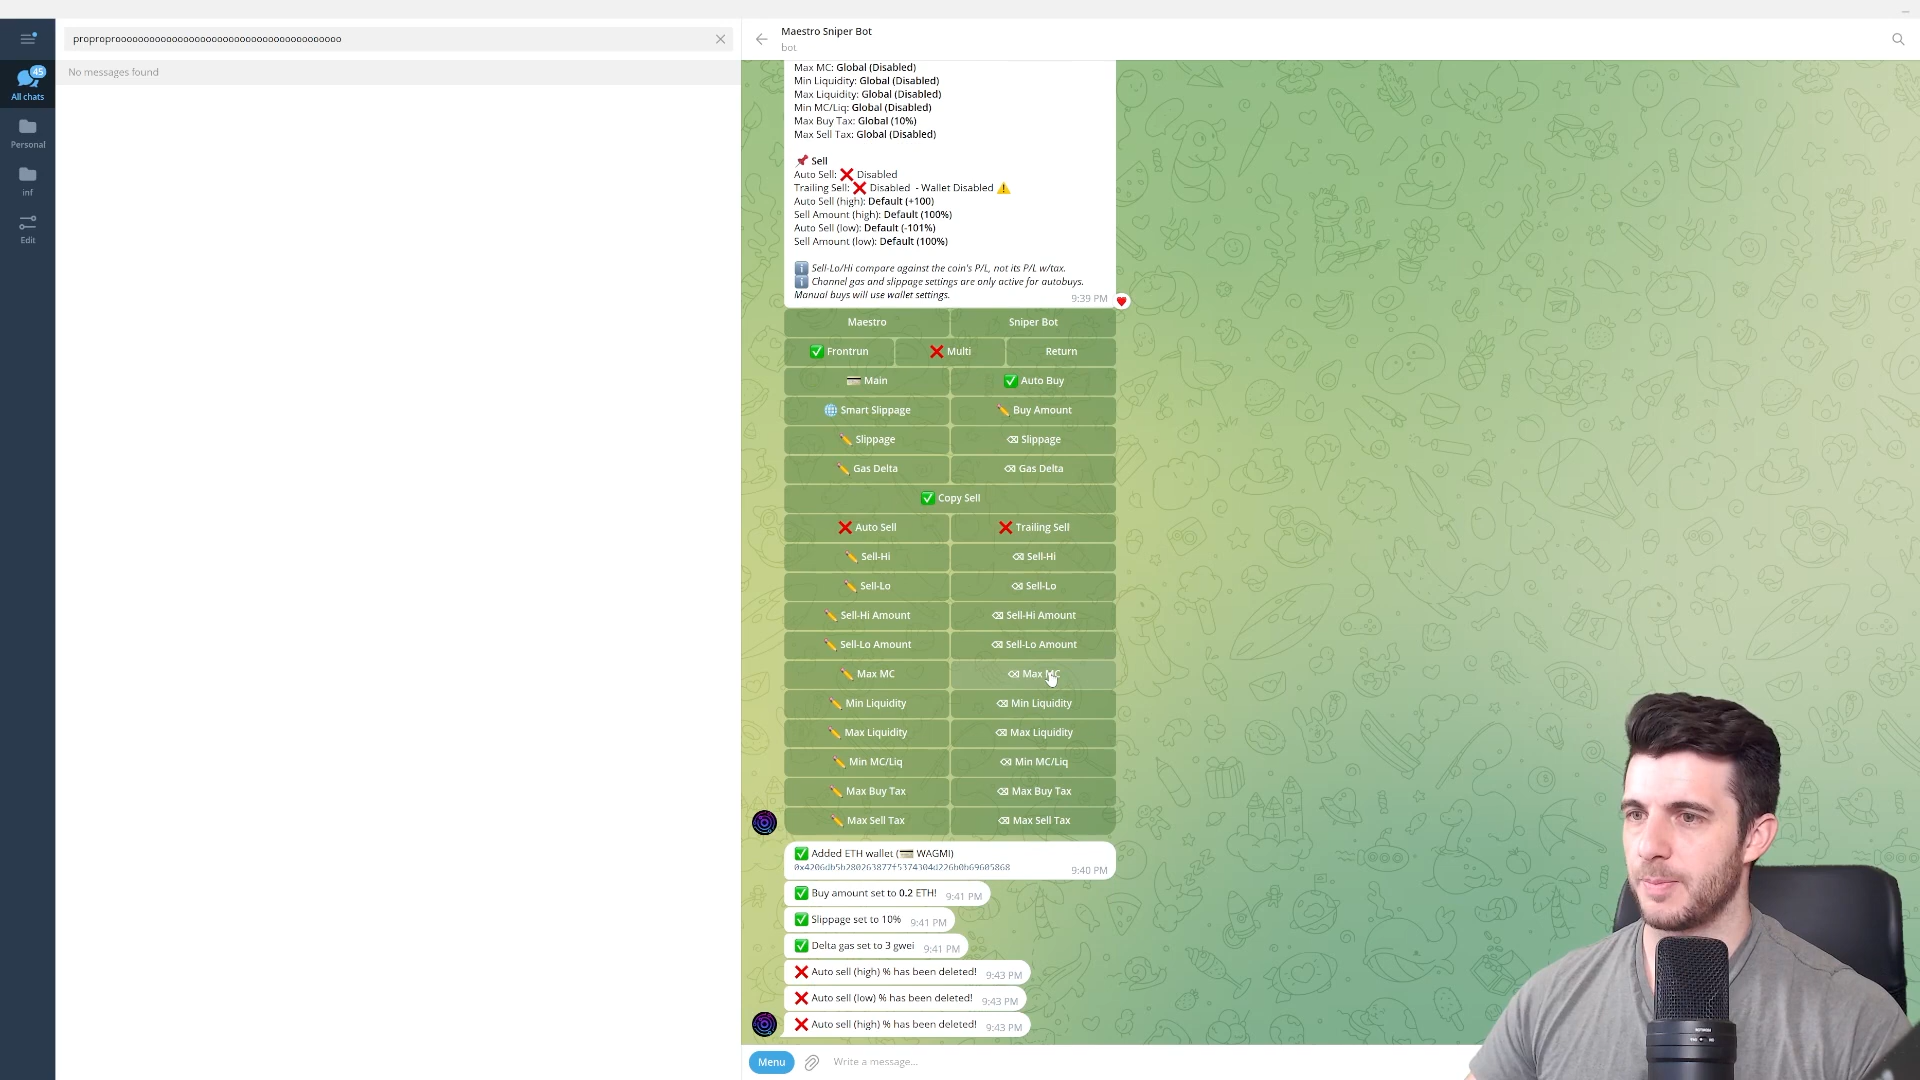 proproproooooooooooooooooooooooooooooooooooooooo
Maestro Sniper Bot
bot
No messages found
45
All chats
Personal
inf
Edit
Max MC: Global (Disabled)
Min Liquidity: Global (Disabled)
Max Liquidity: Global (Disabled)
Min MC/Liq: Global (Disabled)
Max Buy Tax: Global (10%)
Max Sell Tax: Global (Disabled)
📌 Sell
Auto Sell: ❌ Disabled
Trailing Sell: ❌ Disabled - Wallet Disabled ⚠️
Auto Sell (high): Default (+100)
Sell Amount (high): Default (100%)
Auto Sell (low): Default (-101%)
Sell Amount (low): Default (100%)
ℹ️ Sell-Lo/Hi compare against the coin's P/L, not its P/L w/tax.
ℹ️ Channel gas and slippage settings are only active for autobuys.
Manual buys will use wallet settings. 9:39 PM
Maestro Sniper Bot
✅ Frontrun ❌ Multi Return
💳 Main ✅ Auto Buy
🌐 Smart Slippage ✏️ Buy Amount
✏️ Slippage ⌫ Slippage
✏️ Gas Delta ⌫ Gas Delta
✅ Copy Sell
❌ Auto Sell ❌ Trailing Sell
✏️ Sell-Hi ⌫ Sell-Hi
✏️ Sell-Lo ⌫ Sell-Lo
✏️ Sell-Hi Amount ⌫ Sell-Hi Amount
✏️ Sell-Lo Amount ⌫ Sell-Lo Amount
✏️ Max MC ⌫ Max MC
✏️ Min Liquidity ⌫ Min Liquidity
✏️ Max Liquidity ⌫ Max Liquidity
✏️ Min MC/Liq ⌫ Min MC/Liq
✏️ Max Buy Tax ⌫ Max Buy Tax
✏️ Max Sell Tax ⌫ Max Sell Tax
✅ Added ETH wallet (💳 WAGMI)
0x4206db5b280263877f5374304d226b0b69605868 9:40 PM
✅ Buy amount set to 0.2 ETH! 9:41 PM
✅ Slippage set to 10% 9:41 PM
✅ Delta gas set to 3 gwei 9:41 PM
❌ Auto sell (high) % has been deleted! 9:43 PM
❌ Auto sell (low) % has been deleted! 9:43 PM
❌ Auto sell (high) % has been deleted! 9:43 PM
Menu Write a message...